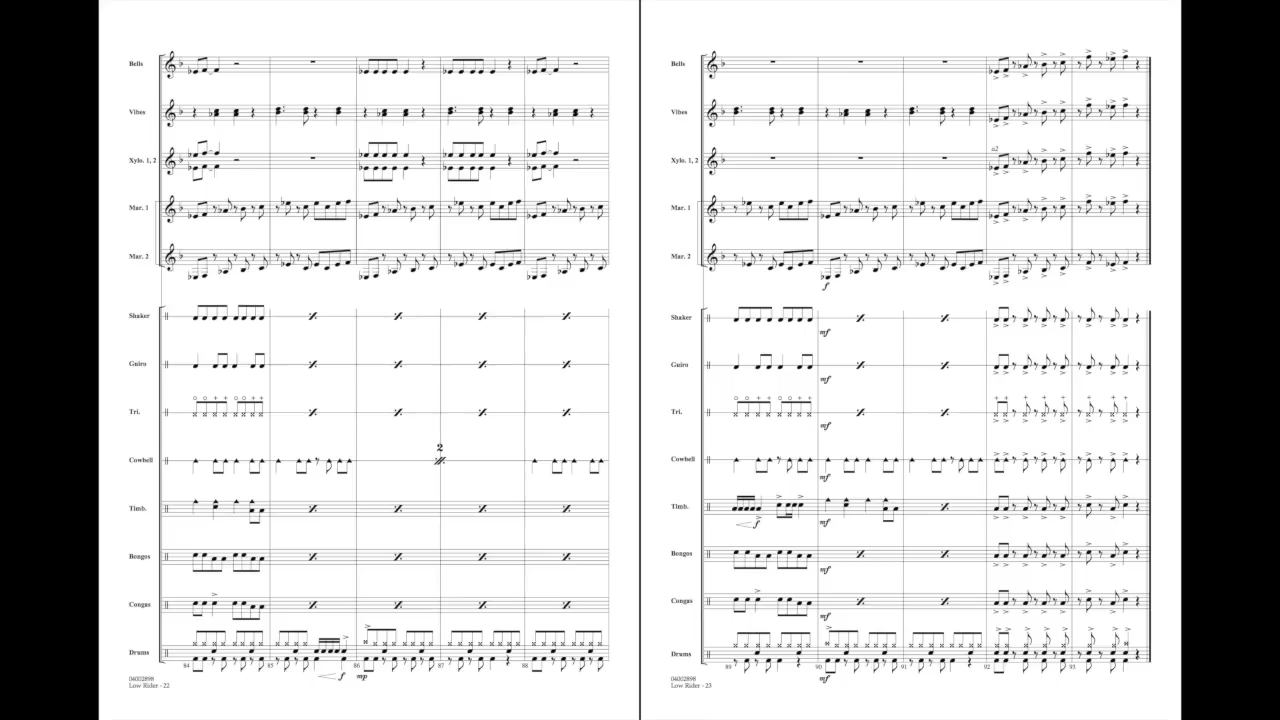 Bells
Vibes
Xylo. 1, 2
Mar. 1
Mar. 2
Shaker
Guiro
Tri.
Cowbell
2
Timb.
Bongos
Congas
Drums
84 85 f 86 mp 87 88
04002898
Low Rider - 22
Bells
Vibes
Xylo. 1, 2
a2
Mar. 1
Mar. 2
f
Shaker
mf
Guiro
mf
Tri.
mf
Cowbell
mf
Timb.
f mf
Bongos
mf
Congas
mf
Drums
89 90 91 92 93
mf
04002898
Low Rider - 23